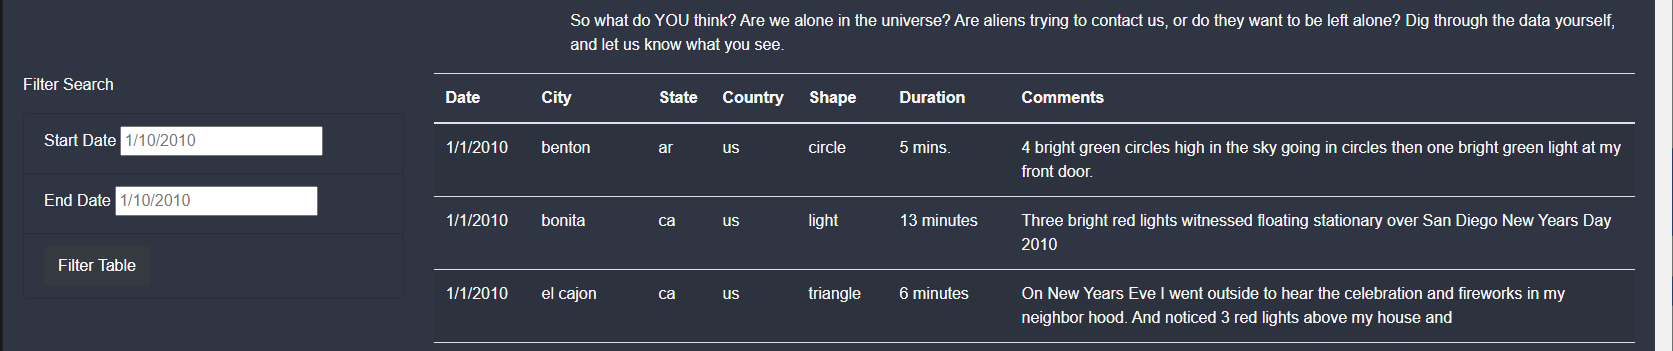 So what do YOU think? Are we alone in the universe? Are aliens trying to contact us, or do they want to be left alone? Dig through the data yourself,
and let us know what you see.
Filter Search
Start Date 1/10/2010
End Date 1/10/2010
Filter Table
Date City State Country Shape Duration Comments
1/1/2010 benton ar us circle 5 mins. 4 bright green circles high in the sky going in circles then one bright green light at my
front door.
1/1/2010 bonita ca us light 13 minutes Three bright red lights witnessed floating stationary over San Diego New Years Day
2010
1/1/2010 el cajon ca us triangle 6 minutes On New Years Eve I went outside to hear the celebration and fireworks in my
neighbor hood. And noticed 3 red lights above my house and